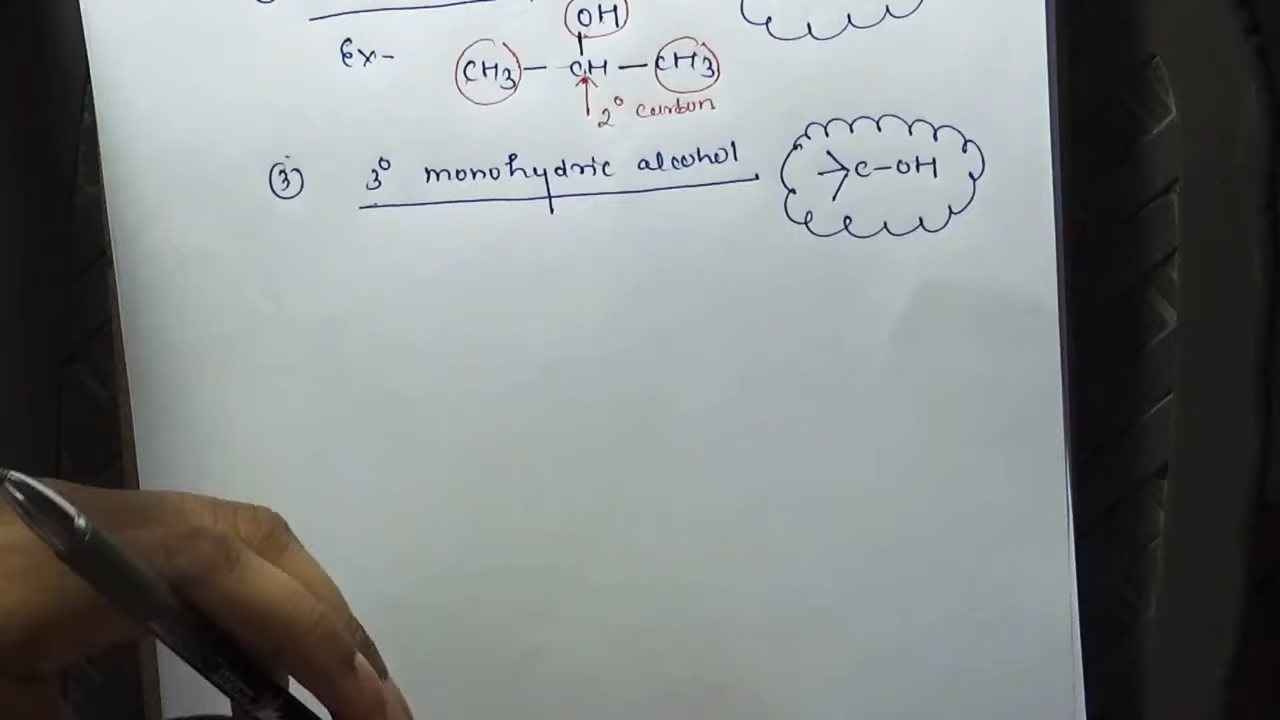 OH
Ex- CH3 - CH - CH3
2° carbon
③ 3° monohydric alcohol >C-OH